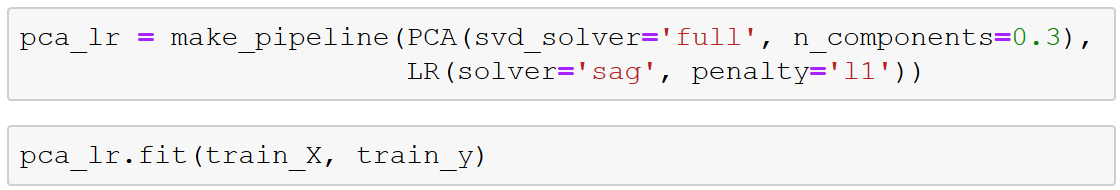 pca_lr = make_pipeline(PCA(svd_solver='full', n_components=0.3),
LR(solver='sag', penalty='l1'))
pca_lr.fit(train_X, train_y)